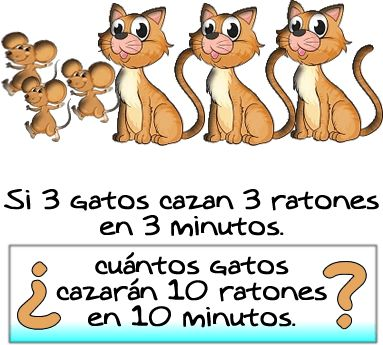 Si 3 gatos cazan 3 ratones
en 3 minutos.
¿cuántos gatos
cazarán 10 ratones
en 10 minutos.?